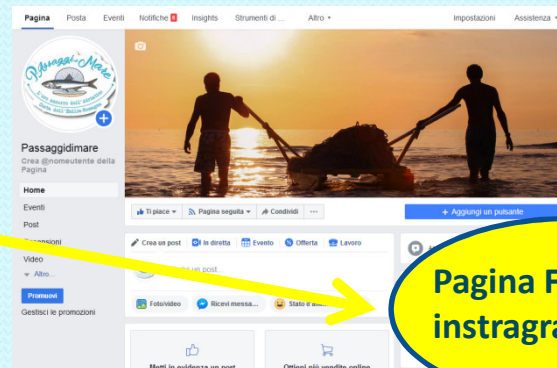 Pagina Posta Eventi Notifiche 8 Insights Strumenti di ... Altro Impostazioni Assistenza
Passaggi-Mare
Passaggidimare
Crea @nomeutente della
Pagina
Home
Eventi
Post
Video
Altro...
Promuovi
Gestisci le promozioni
Ti piace Pagina seguita Condividi ...
+ Aggiungi un pulsante
Crea un post In diretta Evento Offerta Lavoro
un post...
Foto/video Ricevi messa... Stato d'
Metti in evidenza un post
Ottieni più vendite online
Pagina F
instragra